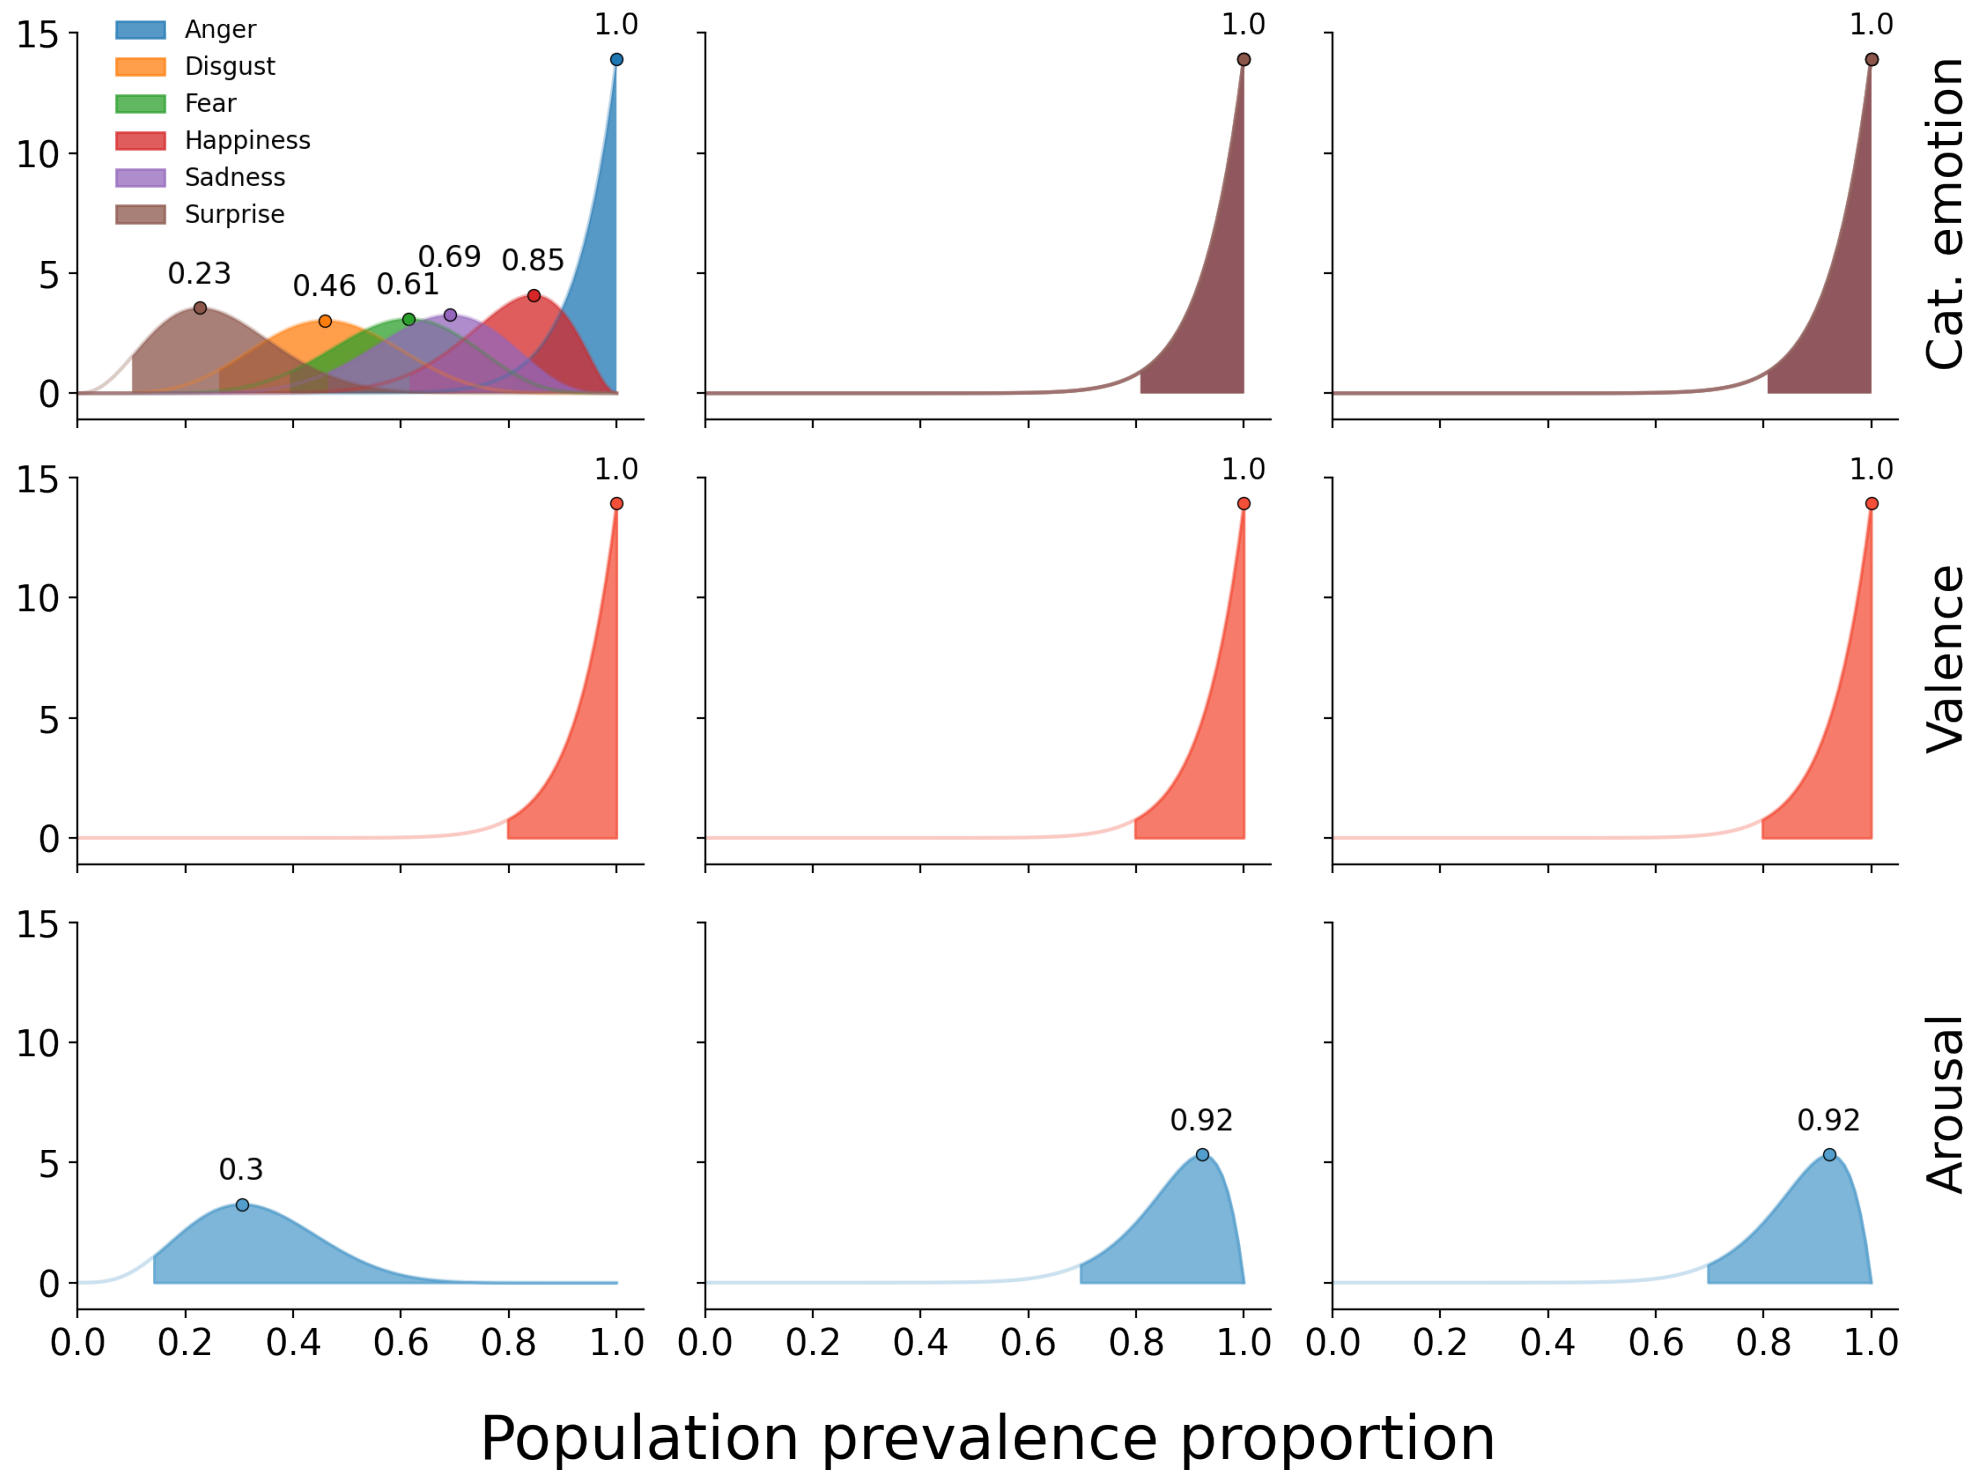 Anger
Disgust
Fear
Happiness
Sadness
Surprise
15
10
5
0
0.23
0.46
0.61
0.69
0.85
1.0
1.0
1.0
Cat. emotion
15
10
5
0
1.0
1.0
1.0
Valence
15
10
5
0
0.3
0.92
0.92
Arousal
0.0 0.2 0.4 0.6 0.8 1.0
0.0 0.2 0.4 0.6 0.8 1.0
0.0 0.2 0.4 0.6 0.8 1.0
Population prevalence proportion